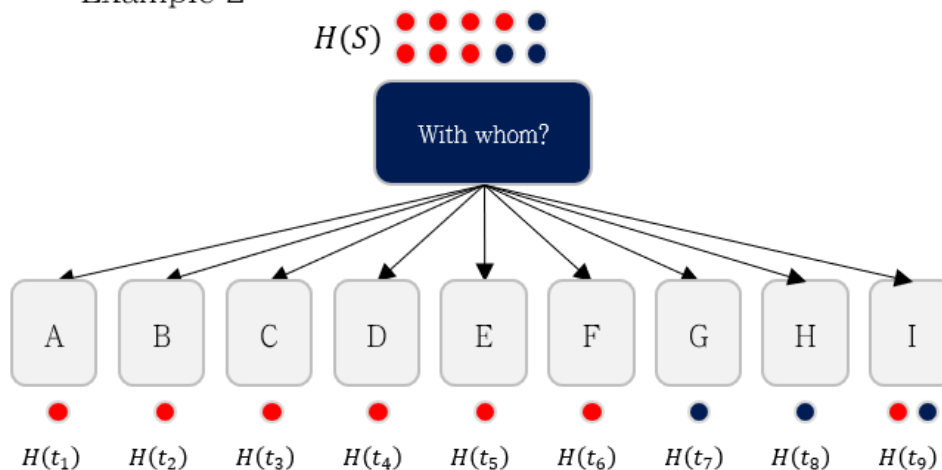 Example 2
H(S)
With whom?
A B C D E F G H I
H(t₁) H(t₂) H(t₃) H(t₄) H(t₅) H(t₆) H(t₇) H(t₈) H(t₉)